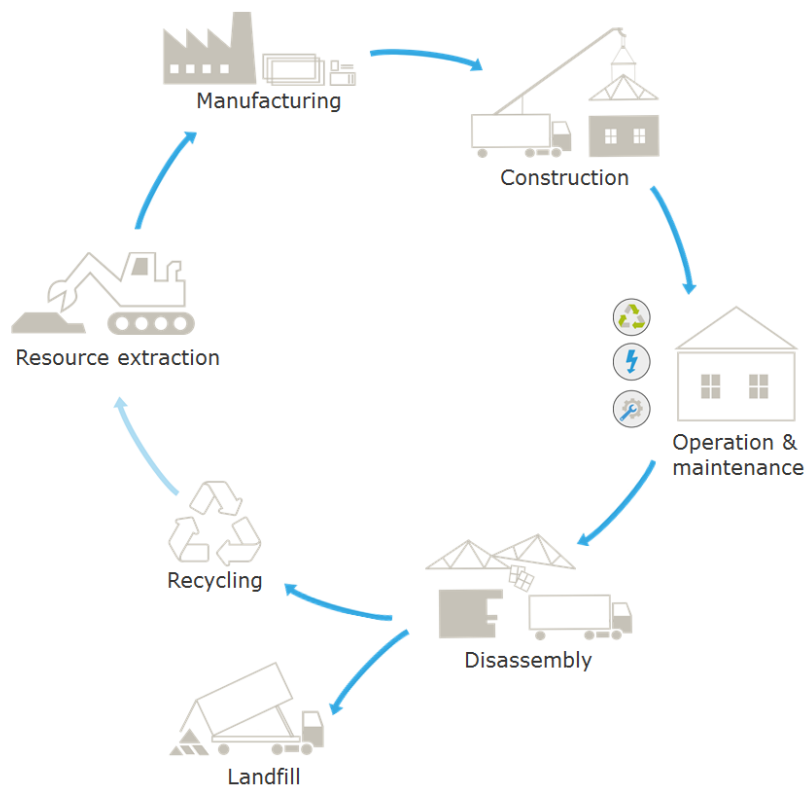 Manufacturing
Construction
Resource extraction
Operation &
maintenance
Recycling
Disassembly
Landfill